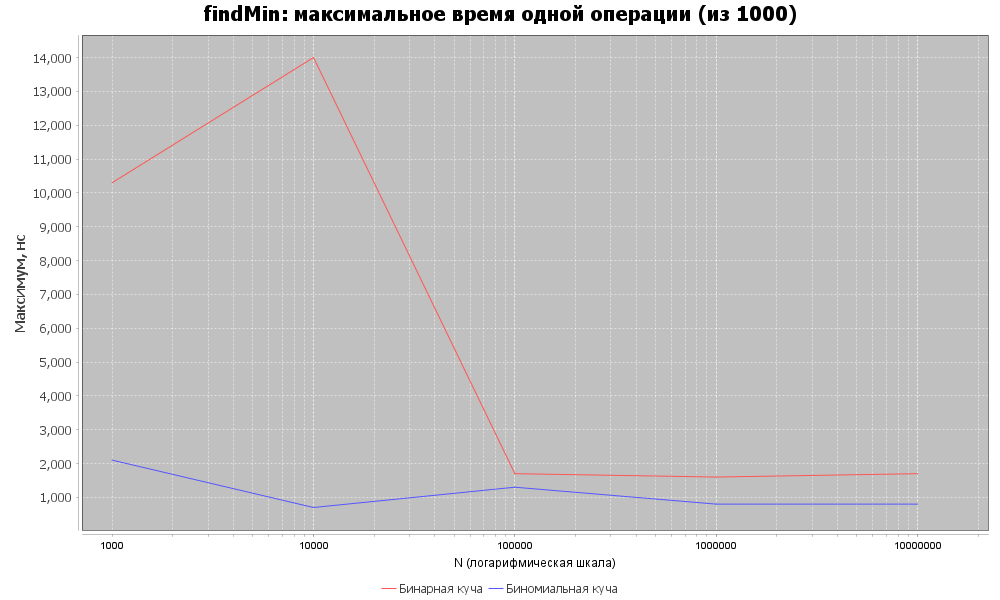 findMin: максимальное время одной операции (из 1000)
Максимум, нс
14,000
13,000
12,000
11,000
10,000
9,000
8,000
7,000
6,000
5,000
4,000
3,000
2,000
1,000
1000 10000 100000 1000000 10000000
N (логарифмическая шкала)
Бинарная куча Биномиальная куча